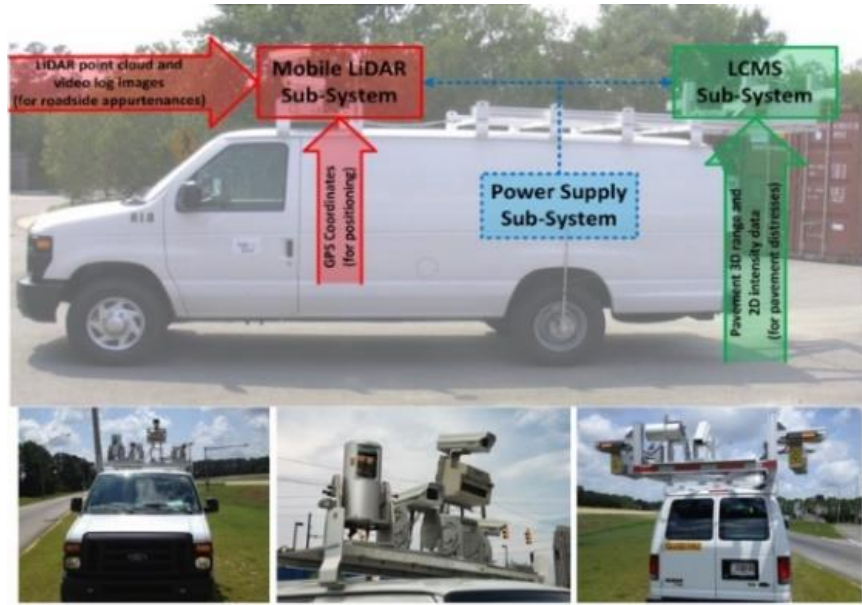 LiDAR point cloud and
video log images
(for roadside appurtenances)
Mobile LiDAR
Sub-System
LCMS
Sub-System
Power Supply
Sub-System
GPS Coordinates
(for positioning)
Pavement 3D range and
2D intensity data
(for pavement distresses)
818